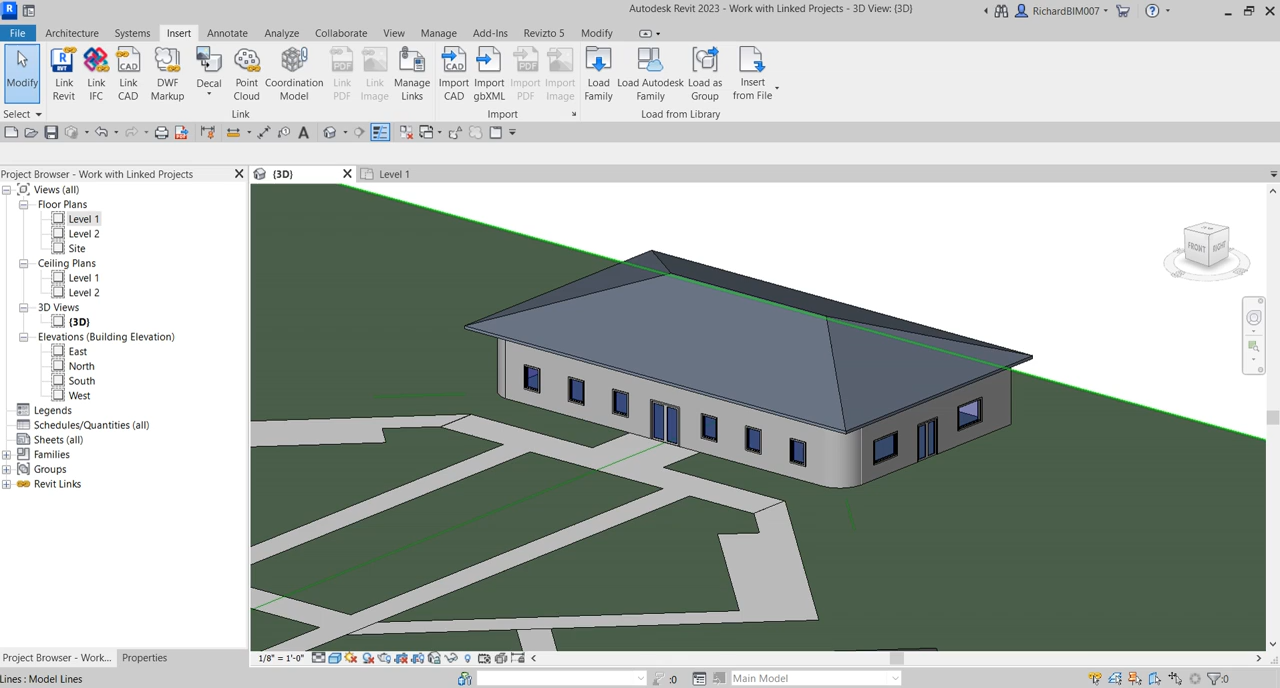 Autodesk Revit 2023 - Work with Linked Projects - 3D View: {3D}
RichardBIM007
File Architecture Systems Insert Annotate Analyze Collaborate View Manage Add-Ins Revizto 5 Modify
Modify
Link Revit
Link IFC
Link CAD
DWF Markup
Decal
Point Cloud
Coordination Model
Link PDF
Link Image
Manage Links
Import CAD
Import gbXML
Import PDF
Import Image
Load Family
Load Autodesk Family
Load as Group
Insert from File
Select Link Import Load from Library
Project Browser - Work with Linked Projects
{3D} Level 1
Views (all)
Floor Plans
Level 1
Level 2
Site
Ceiling Plans
Level 1
Level 2
3D Views
{3D}
Elevations (Building Elevation)
East
North
South
West
Legends
Schedules/Quantities (all)
Sheets (all)
Families
Groups
Revit Links
FRONT RIGHT
Project Browser - Work... Properties
1/8" = 1'-0"
Lines : Model Lines
:0
Main Model
:0